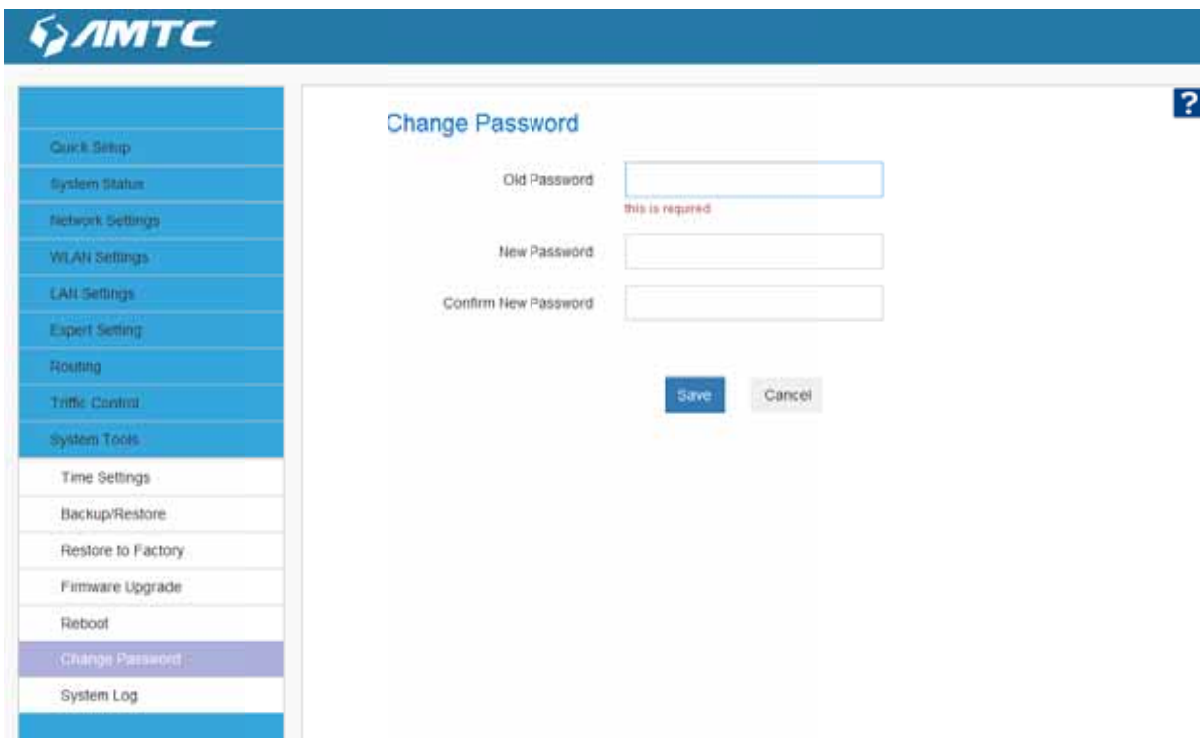 AMTC
?
Change Password
Quick Setup
System Status
Network Settings
WLAN Settings
LAN Settings
Expert Setting
Routing
Triffic Control
System Tools
Time Settings
Backup/Restore
Restore to Factory
Firmware Upgrade
Reboot
Change Password
System Log
Old Password
this is required
New Password
Confirm New Password
Save Cancel